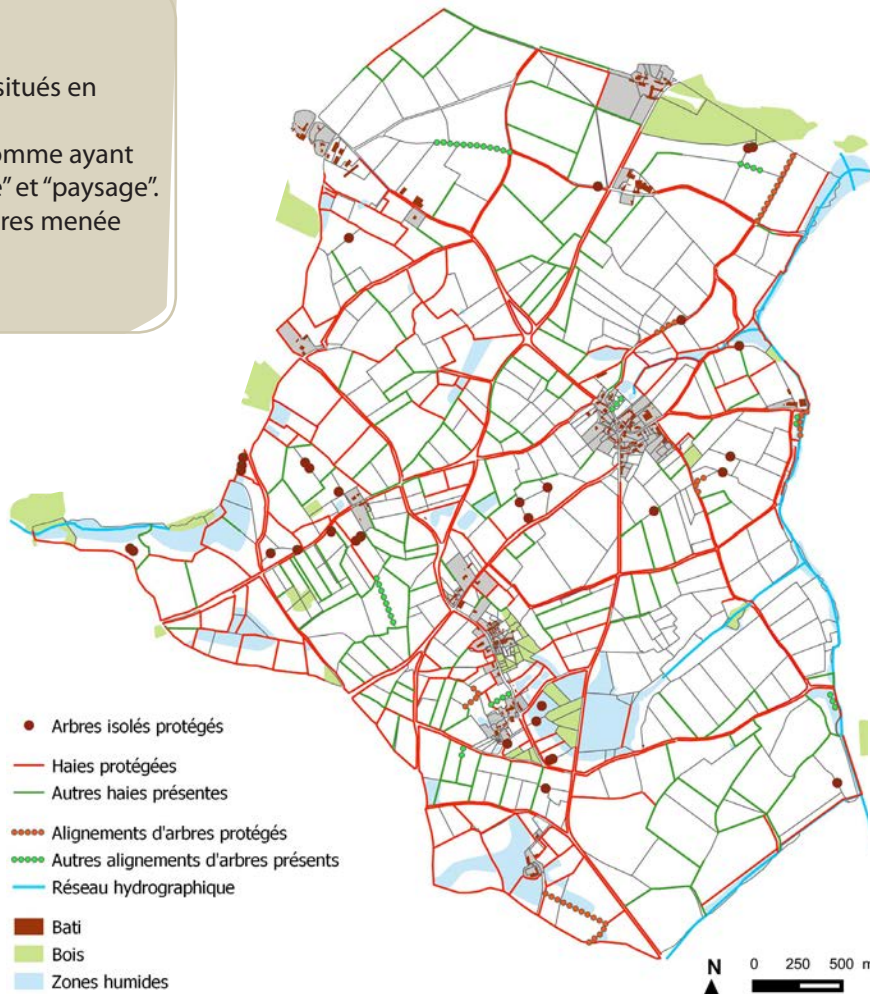 situés en
omme ayant
e” et “paysage”.
res menée
Arbres isolés protégés
Haies protégées
Autres haies présentes
Alignements d'arbres protégés
Autres alignements d'arbres présents
Réseau hydrographique
Bati
Bois
Zones humides
N 0 250 500 m